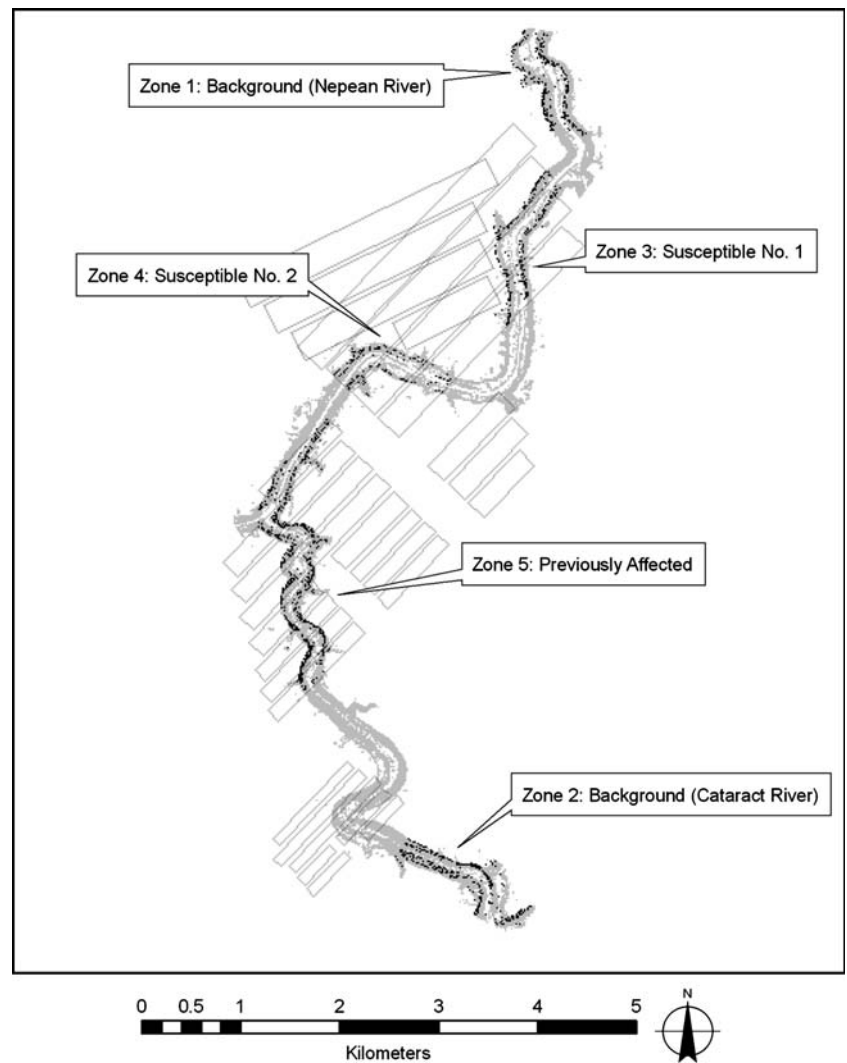 Zone 1: Background (Nepean River)
Zone 3: Susceptible No. 1
Zone 4: Susceptible No. 2
Zone 5: Previously Affected
Zone 2: Background (Cataract River)
0 0.5 1 2 3 4 5
Kilometers
N